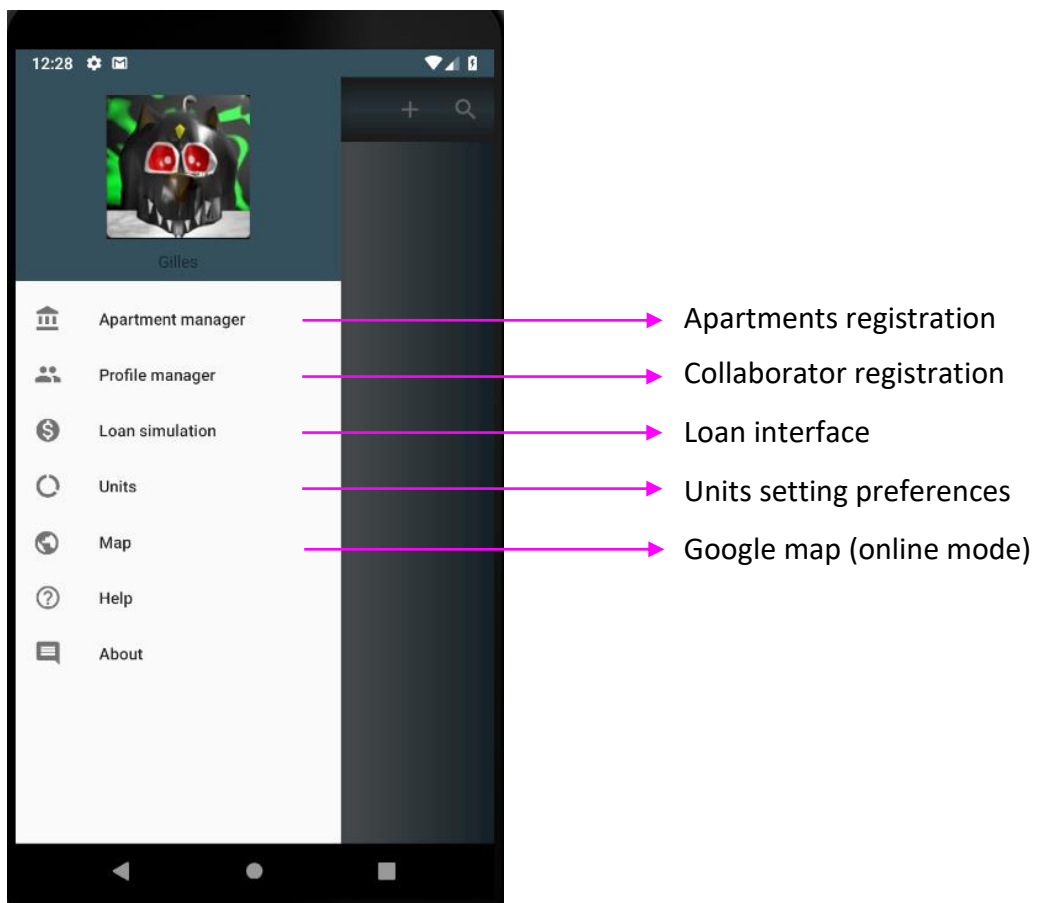 12:28
Gilles
Apartment manager
Apartments registration
Profile manager
Collaborator registration
Loan simulation
Loan interface
Units
Units setting preferences
Map
Google map (online mode)
Help
About